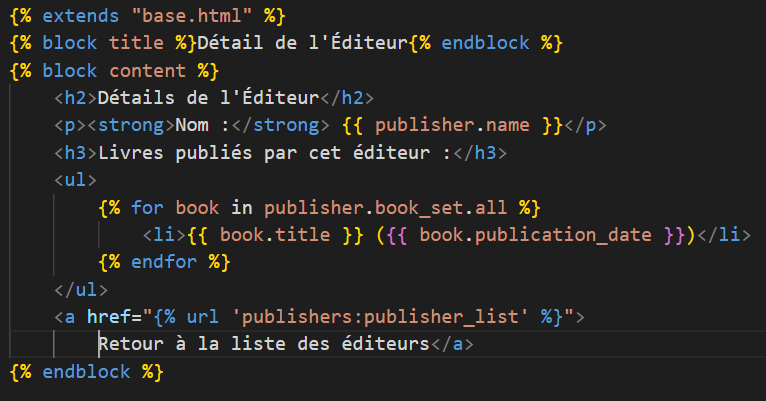 {% extends "base.html" %}
{% block title %}Détail de l'Éditeur{% endblock %}
{% block content %}
    <h2>Détails de l'Éditeur</h2>
    <p><strong>Nom :</strong> {{ publisher.name }}</p>
    <h3>Livres publiés par cet éditeur :</h3>
    <ul>
        {% for book in publisher.book_set.all %}
            <li>{{ book.title }} ({{ book.publication_date }})</li>
        {% endfor %}
    </ul>
    <a href="{% url 'publishers:publisher_list' %}">
        Retour à la liste des éditeurs</a>
{% endblock %}